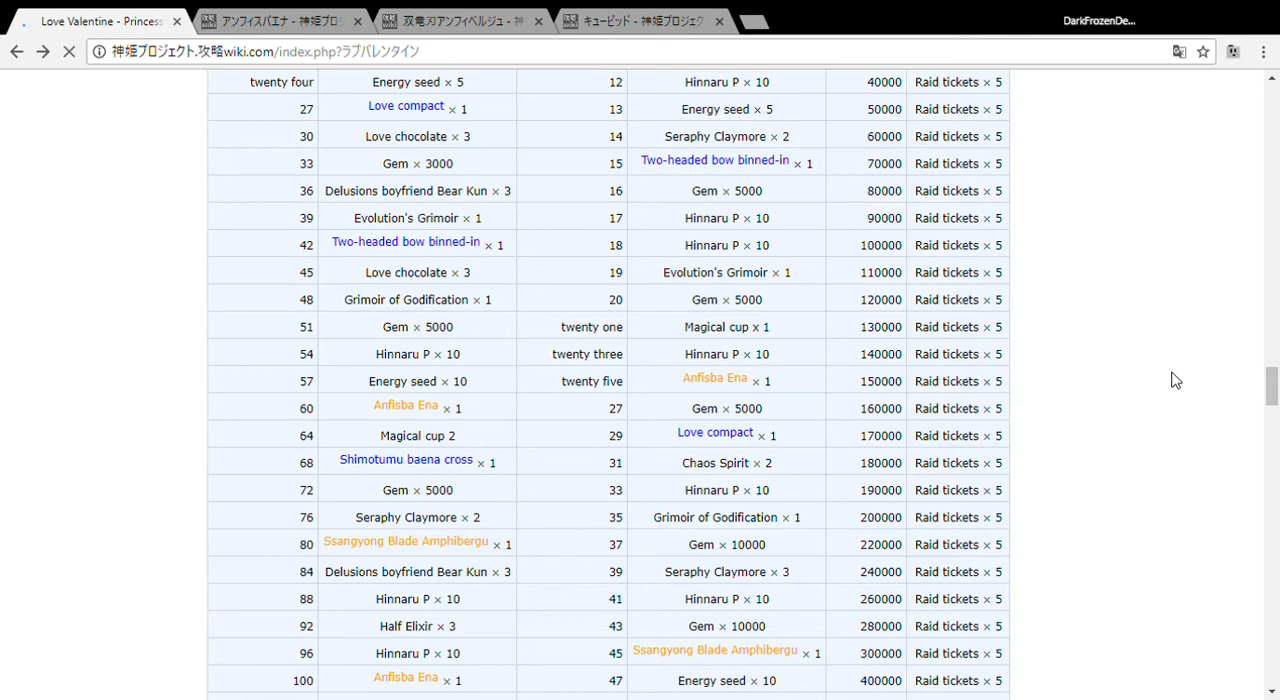 Love Valentine - Princess
アンフィスバエナ - 神姫プロジ
双竜刃アンフィベルジュ - 神
キューピッド - 神姫プロジェク
DarkFrozenDe...
神姫プロジェクト.攻略wiki.com/index.php?ラブバレンタイン
twenty four Energy seed × 5 12 Hinnaru P × 10 40000 Raid tickets × 5
27 Love compact × 1 13 Energy seed × 5 50000 Raid tickets × 5
30 Love chocolate × 3 14 Seraphy Claymore × 2 60000 Raid tickets × 5
33 Gem × 3000 15 Two-headed bow binned-in × 1 70000 Raid tickets × 5
36 Delusions boyfriend Bear Kun × 3 16 Gem × 5000 80000 Raid tickets × 5
39 Evolution's Grimoir × 1 17 Hinnaru P × 10 90000 Raid tickets × 5
42 Two-headed bow binned-in × 1 18 Hinnaru P × 10 100000 Raid tickets × 5
45 Love chocolate × 3 19 Evolution's Grimoir × 1 110000 Raid tickets × 5
48 Grimoir of Godification × 1 20 Gem × 5000 120000 Raid tickets × 5
51 Gem × 5000 twenty one Magical cup x 1 130000 Raid tickets × 5
54 Hinnaru P × 10 twenty three Hinnaru P × 10 140000 Raid tickets × 5
57 Energy seed × 10 twenty five Anfisba Ena × 1 150000 Raid tickets × 5
60 Anfisba Ena × 1 27 Gem × 5000 160000 Raid tickets × 5
64 Magical cup 2 29 Love compact × 1 170000 Raid tickets × 5
68 Shimotumu baena cross × 1 31 Chaos Spirit × 2 180000 Raid tickets × 5
72 Gem × 5000 33 Hinnaru P × 10 190000 Raid tickets × 5
76 Seraphy Claymore × 2 35 Grimoir of Godification × 1 200000 Raid tickets × 5
80 Ssangyong Blade Amphibergu × 1 37 Gem × 10000 220000 Raid tickets × 5
84 Delusions boyfriend Bear Kun × 3 39 Seraphy Claymore × 3 240000 Raid tickets × 5
88 Hinnaru P × 10 41 Hinnaru P × 10 260000 Raid tickets × 5
92 Half Elixir × 3 43 Gem × 10000 280000 Raid tickets × 5
96 Hinnaru P × 10 45 Ssangyong Blade Amphibergu × 1 300000 Raid tickets × 5
100 Anfisba Ena × 1 47 Energy seed × 10 400000 Raid tickets × 5